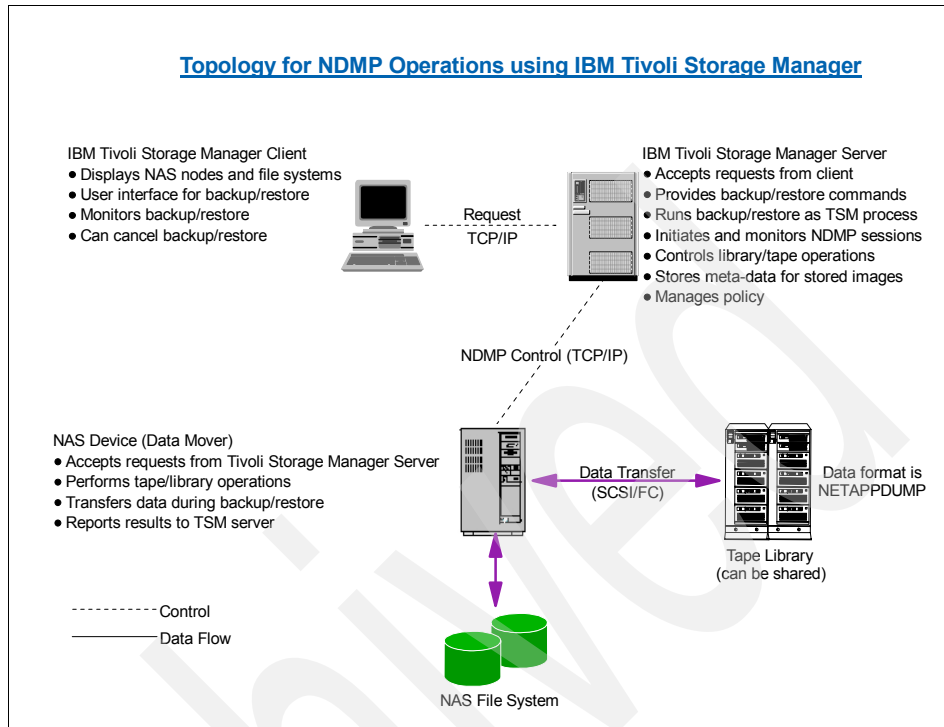 Topology for NDMP Operations using IBM Tivoli Storage Manager
IBM Tivoli Storage Manager Client
● Displays NAS nodes and file systems
● User interface for backup/restore
● Monitors backup/restore
● Can cancel backup/restore
Request
TCP/IP
IBM Tivoli Storage Manager Server
● Accepts requests from client
● Provides backup/restore commands
● Runs backup/restore as TSM process
● Initiates and monitors NDMP sessions
● Controls library/tape operations
● Stores meta-data for stored images
● Manages policy
NDMP Control (TCP/IP)
NAS Device (Data Mover)
● Accepts requests from Tivoli Storage Manager Server
● Performs tape/library operations
● Transfers data during backup/restore
● Reports results to TSM server
Data Transfer
(SCSI/FC)
Data format is
NETAPPDUMP
Tape Library
(can be shared)
Control
Data Flow
NAS File System